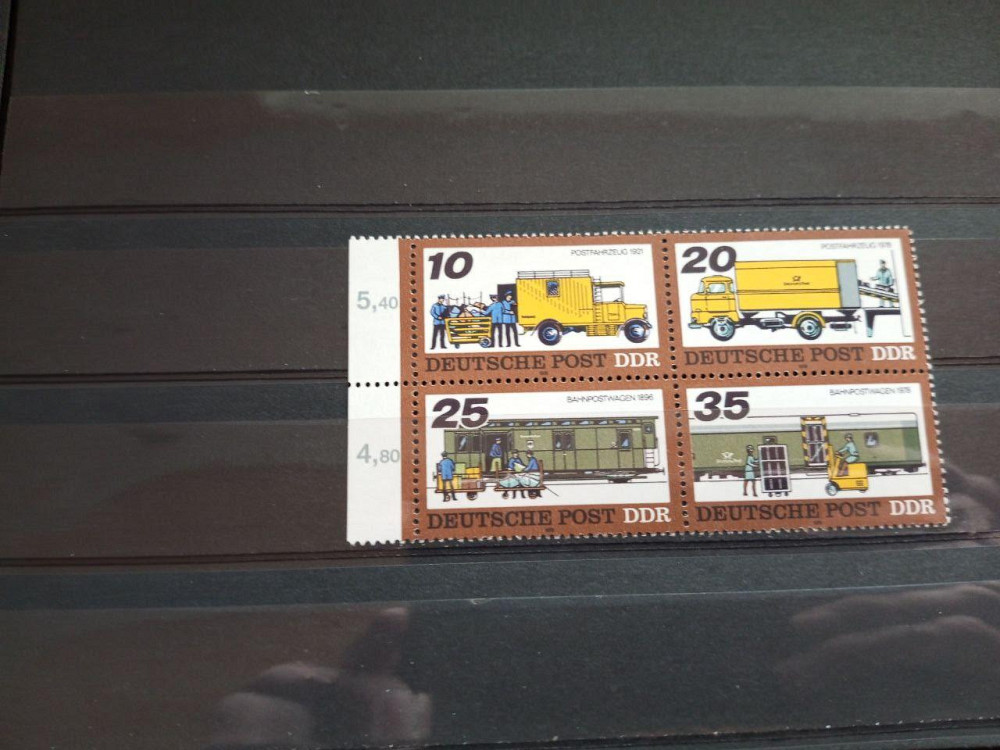 5,40
10
POSTFAHRZEUG 1921
DEUTSCHE POST DDR
20
POSTFAHRZEUG 1978
DEUTSCHE POST DDR
4,80
25
BAHNPOSTWAGEN 1896
DEUTSCHE POST DDR
35
BAHNPOSTWAGEN 1978
DEUTSCHE POST DDR